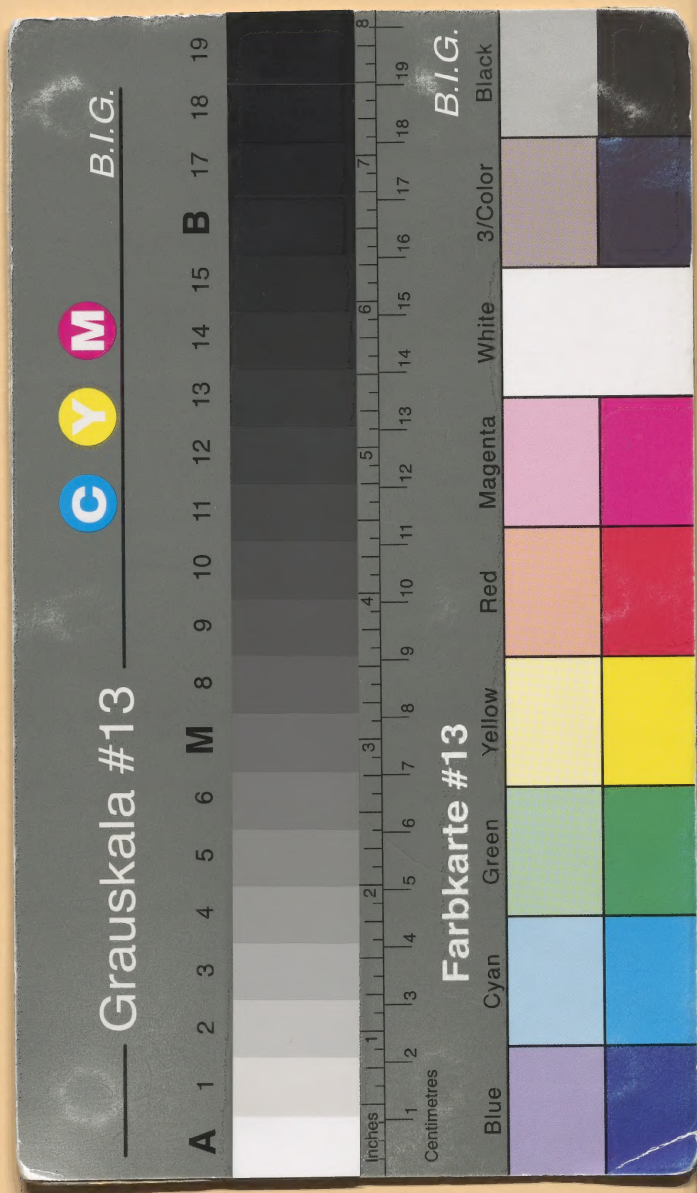 Grauskala #13
C Y M
B.I.G.
A 1 2 3 4 5 6 M 8 9 10 11 12 13 14 15 B 17 18 19
Inches 1 2 3 4 5 6 7 8
Centimetres 1 2 3 4 5 6 7 8 9 10 11 12 13 14 15 16 17 18 19
Farbkarte #13
B.I.G.
Blue Cyan Green Yellow Red Magenta White 3/Color Black